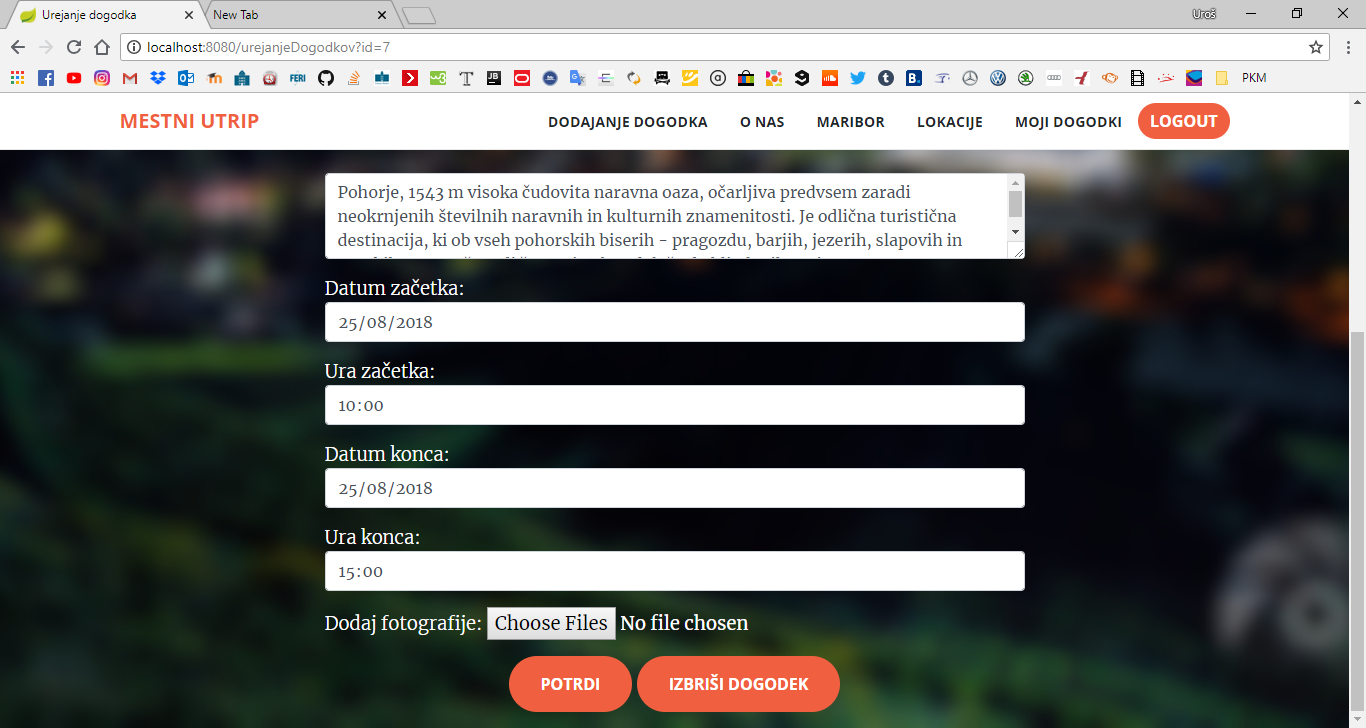 Urejanje dogodka
New Tab
Uroš
localhost:8080/urejanjeDogodkov?id=7
PKM
MESTNI UTRIP
DODAJANJE DOGODKA
O NAS
MARIBOR
LOKACIJE
MOJI DOGODKI
LOGOUT
Pohorje, 1543 m visoka čudovita naravna oaza, očarljiva predvsem zaradi
neokrnjenih številnih naravnih in kulturnih znamenitosti. Je odlična turistična
destinacija, ki ob vseh pohorskih biserih - pragozdu, barjih, jezerih, slapovih in
Datum začetka:
25/08/2018
Ura začetka:
10:00
Datum konca:
25/08/2018
Ura konca:
15:00
Dodaj fotografije: Choose Files No file chosen
POTRDI
IZBRIŠI DOGODEK